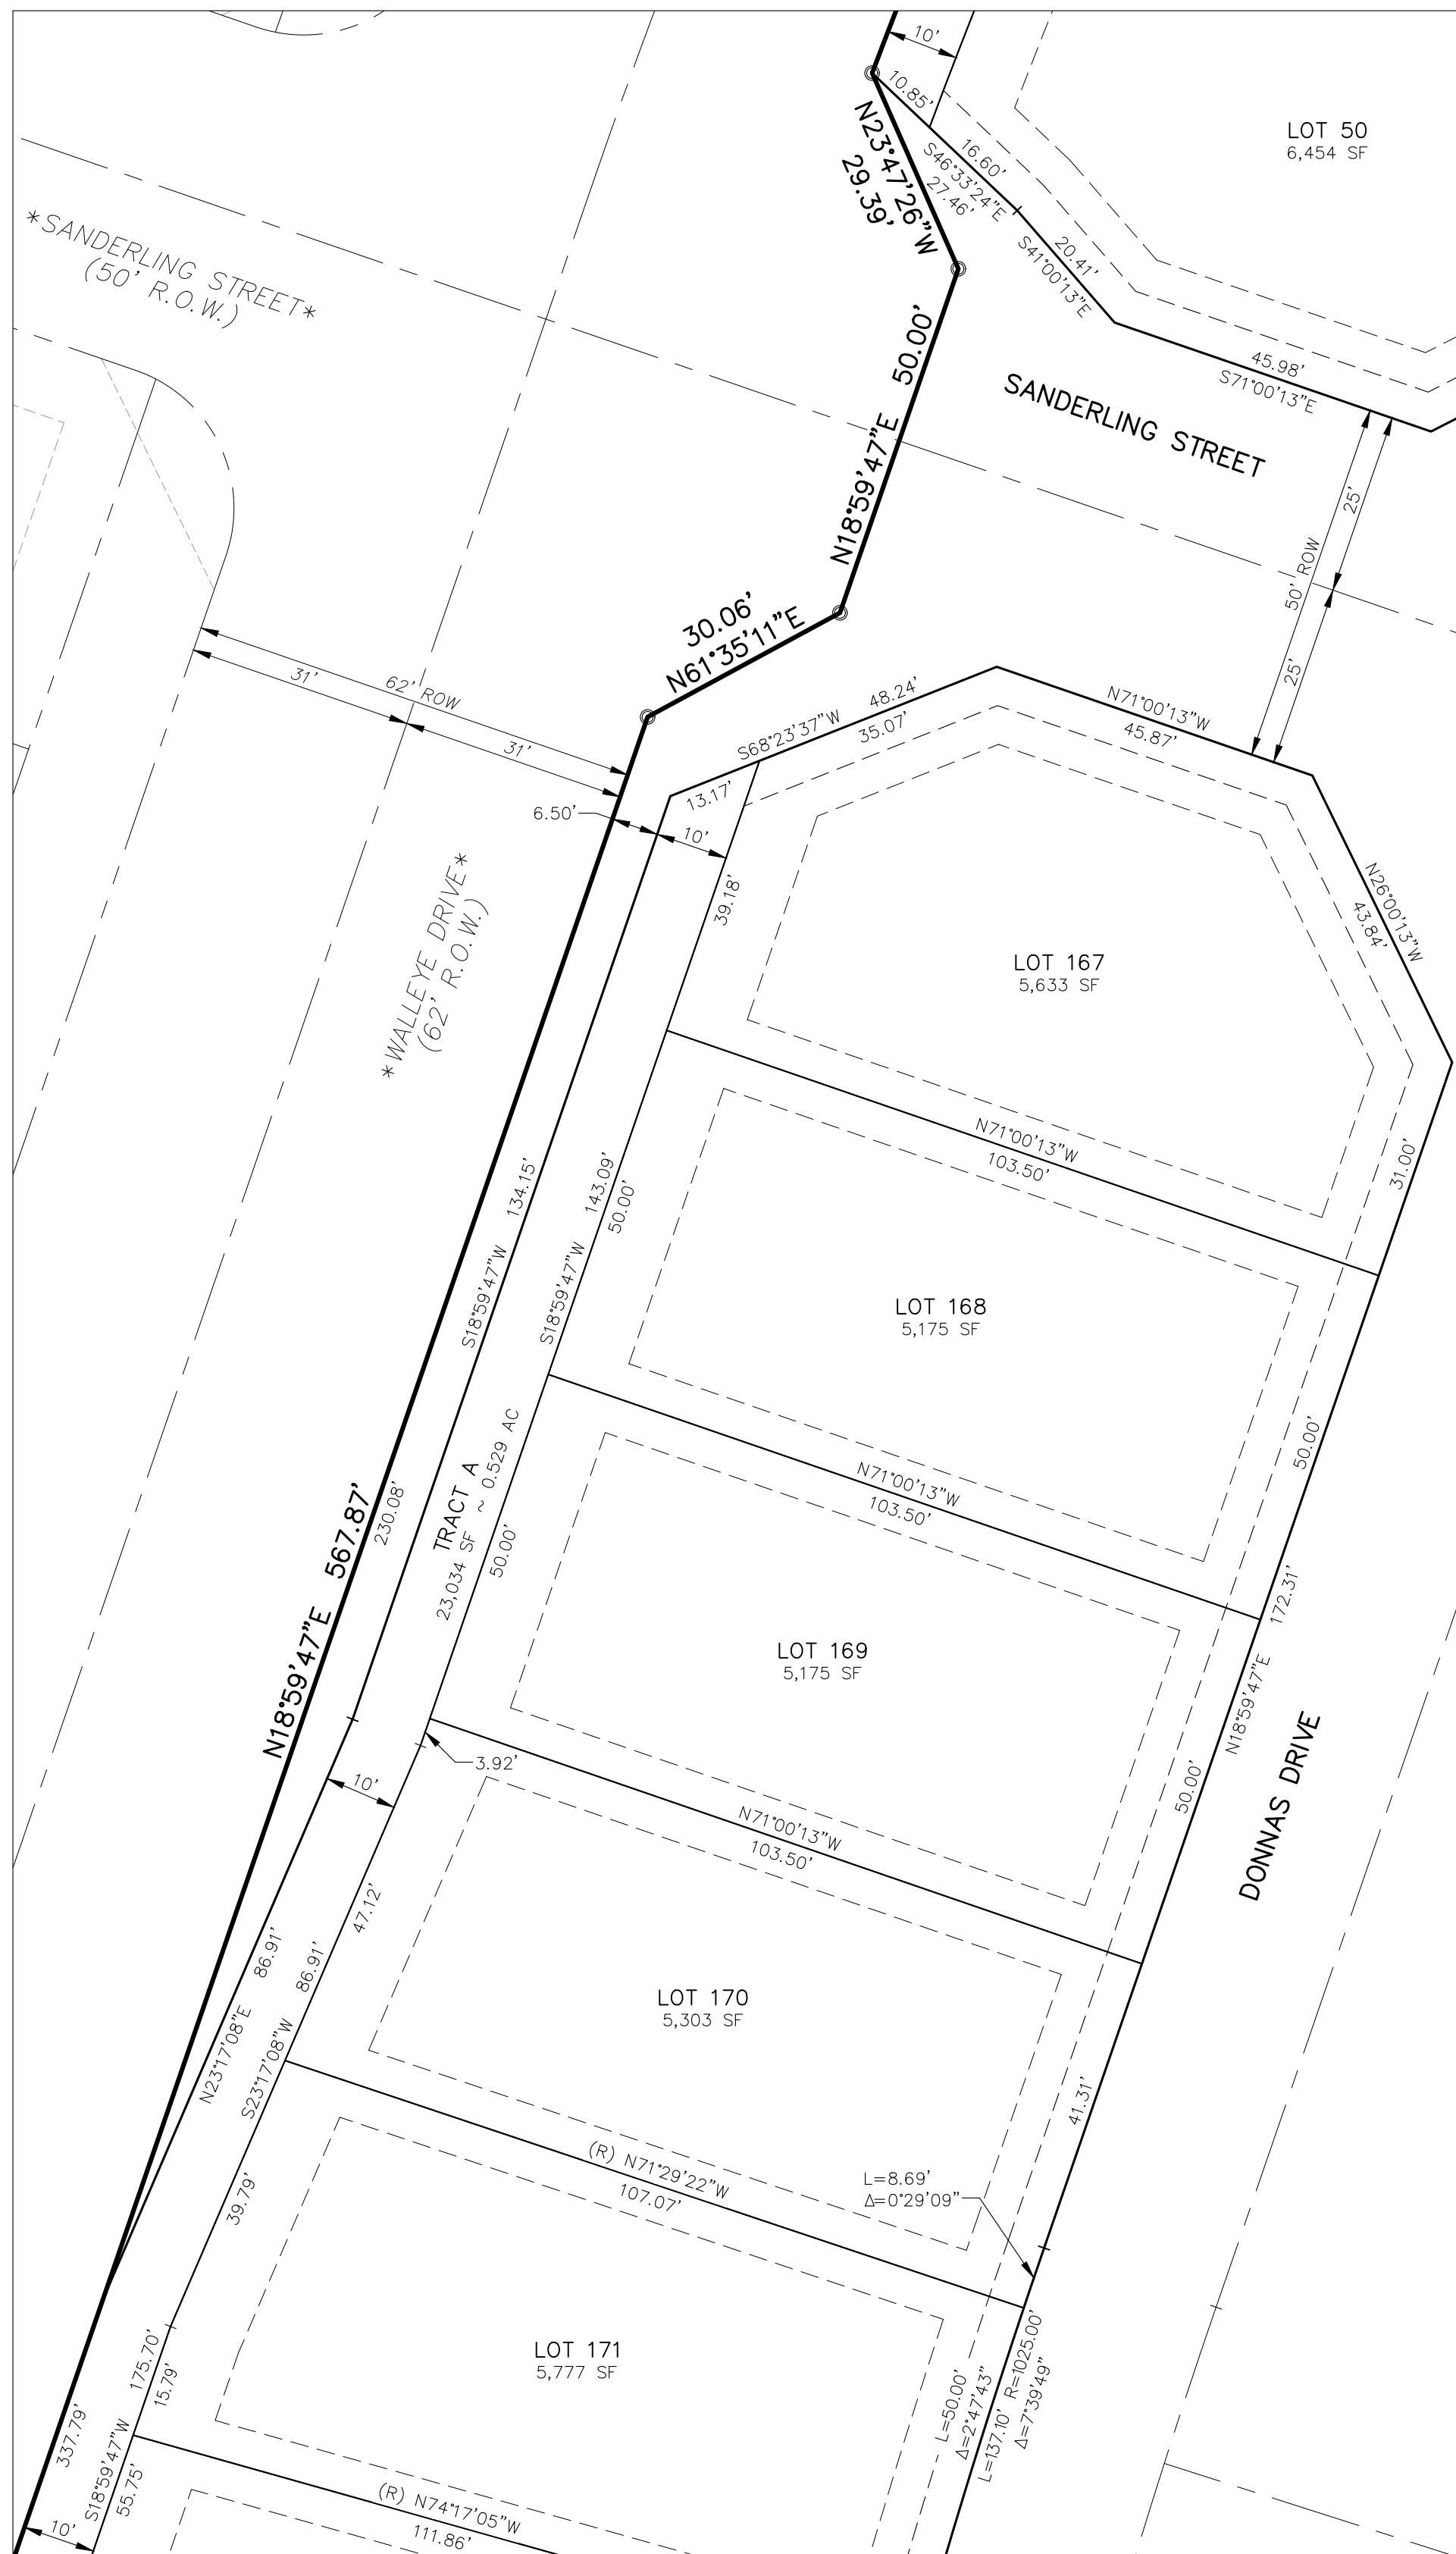 10'
10.85'
N23°47'26"W
29.39'
16.60'
S46°33'24"E
27.46'
LOT 50
6,454 SF
20.41'
S41°00'13"E
*SANDERLING STREET*
(50' R.O.W.)
45.98'
S71°00'13"E
SANDERLING STREET
N18°59'47"E 50.00'
25'
50' ROW
25'
30.06'
N61°35'11"E
31'
62' ROW
31'
S68°23'37"W 48.24'
35.07'
N71°00'13"W
45.87'
13.17'
6.50'
10'
39.18'
*WALLEYE DRIVE*
(62' R.O.W.)
N26°00'13"W
43.84'
LOT 167
5,633 SF
N71°00'13"W
103.50'
31.00'
S18°59'47"W 134.15'
S18°59'47"W 143.09'
50.00'
LOT 168
5,175 SF
50.00'
N71°00'13"W
103.50'
N18°59'47"E 567.87'
230.08'
TRACT A
23,034 SF ~ 0.529 AC
50.00'
LOT 169
5,175 SF
N18°59'47"E 172.31'
50.00'
DONNAS DRIVE
3.92'
10'
N71°00'13"W
103.50'
N23°17'08"E 86.91'
S23°17'08"W 86.91'
47.12'
LOT 170
5,303 SF
41.31'
(R) N71°29'22"W
107.07'
L=8.69'
Δ=0°29'09"
39.79'
LOT 171
5,777 SF
L=50.00'
Δ=2°47'43"
L=137.10' R=1025.00'
Δ=7°39'49"
337.79'
S18°59'47"W 175.70'
15.79'
55.75'
10'
(R) N74°17'05"W
111.86'